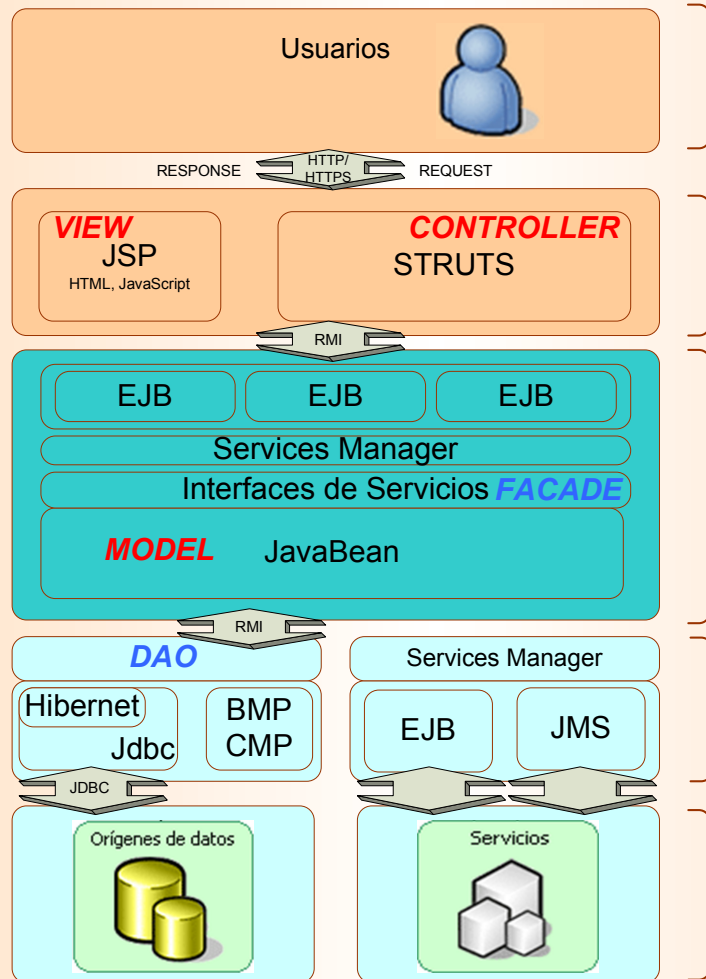 Usuarios
RESPONSE
HTTP/
HTTPS
REQUEST
VIEW
JSP
HTML, JavaScript
CONTROLLER
STRUTS
RMI
EJB
EJB
EJB
Services Manager
Interfaces de Servicios FACADE
MODEL JavaBean
RMI
DAO
Hibernet
Jdbc
BMP
CMP
Services Manager
EJB
JMS
JDBC
Orígenes de datos
Servicios